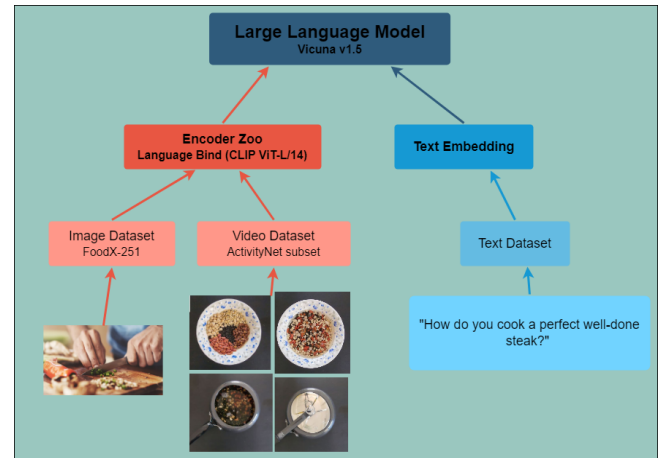 Large Language Model
Vicuna v1.5
Encoder Zoo
Language Bind (CLIP ViT-L/14)
Text Embedding
Image Dataset
FoodX-251
Video Dataset
ActivityNet subset
Text Dataset
"How do you cook a perfect well-done
steak?"